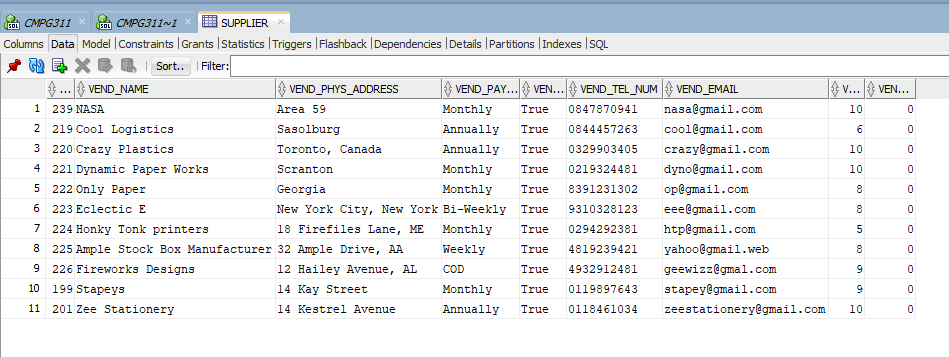 CMPG311 CMPG311~1 SUPPLIER
Columns Data Model Constraints Grants Statistics Triggers Flashback Dependencies Details Partitions Indexes SQL
Sort.. Filter:
... VEND_NAME VEND_PHYS_ADDRESS VEND_PAY... VEN... VEND_TEL_NUM VEND_EMAIL V... VEN...
1 239 NASA Area 59 Monthly True 0847870941 nasa@gmail.com 10 0
2 219 Cool Logistics Sasolburg Annually True 0844457263 cool@gmail.com 6 0
3 220 Crazy Plastics Toronto, Canada Annually True 0329903405 crazy@gmail.com 10 0
4 221 Dynamic Paper Works Scranton Monthly True 0219324481 dyno@gmail.com 10 0
5 222 Only Paper Georgia Monthly True 8391231302 op@gmail.com 8 0
6 223 Eclectic E New York City, New York Bi-Weekly True 9310328123 eee@gmail.com 8 0
7 224 Honky Tonk printers 18 Firefiles Lane, ME Monthly True 0294292381 htp@gmail.com 5 0
8 225 Ample Stock Box Manufacturer 32 Ample Drive, AA Weekly True 4819239421 yahoo@gmail.web 8 0
9 226 Fireworks Designs 12 Hailey Avenue, AL COD True 4932912481 geewizz@gmal.com 9 0
10 199 Stapeys 14 Kay Street Monthly True 0119897643 stapey@gmail.com 9 0
11 201 Zee Stationery 14 Kestrel Avenue Annually True 0118461034 zeestationery@gmail.com 10 0